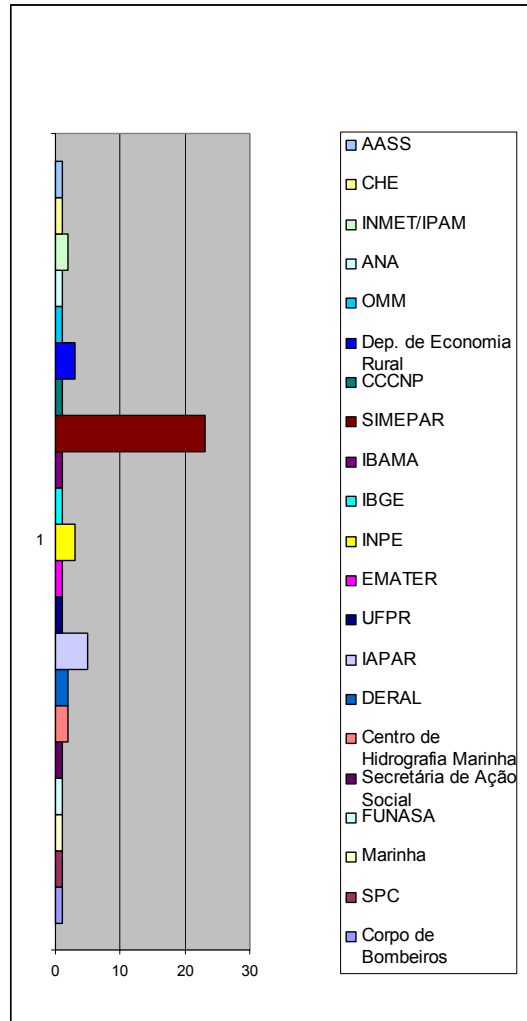 AASS
CHE
INMET/IPAM
ANA
OMM
Dep. de Economia
Rural
CCCNP
SIMEPAR
IBAMA
IBGE
1
INPE
EMATER
UFPR
IAPAR
DERAL
Centro de
Hidrografia Marinha
Secretária de Ação
Social
FUNASA
Marinha
SPC
Corpo de
Bombeiros
0 10 20 30